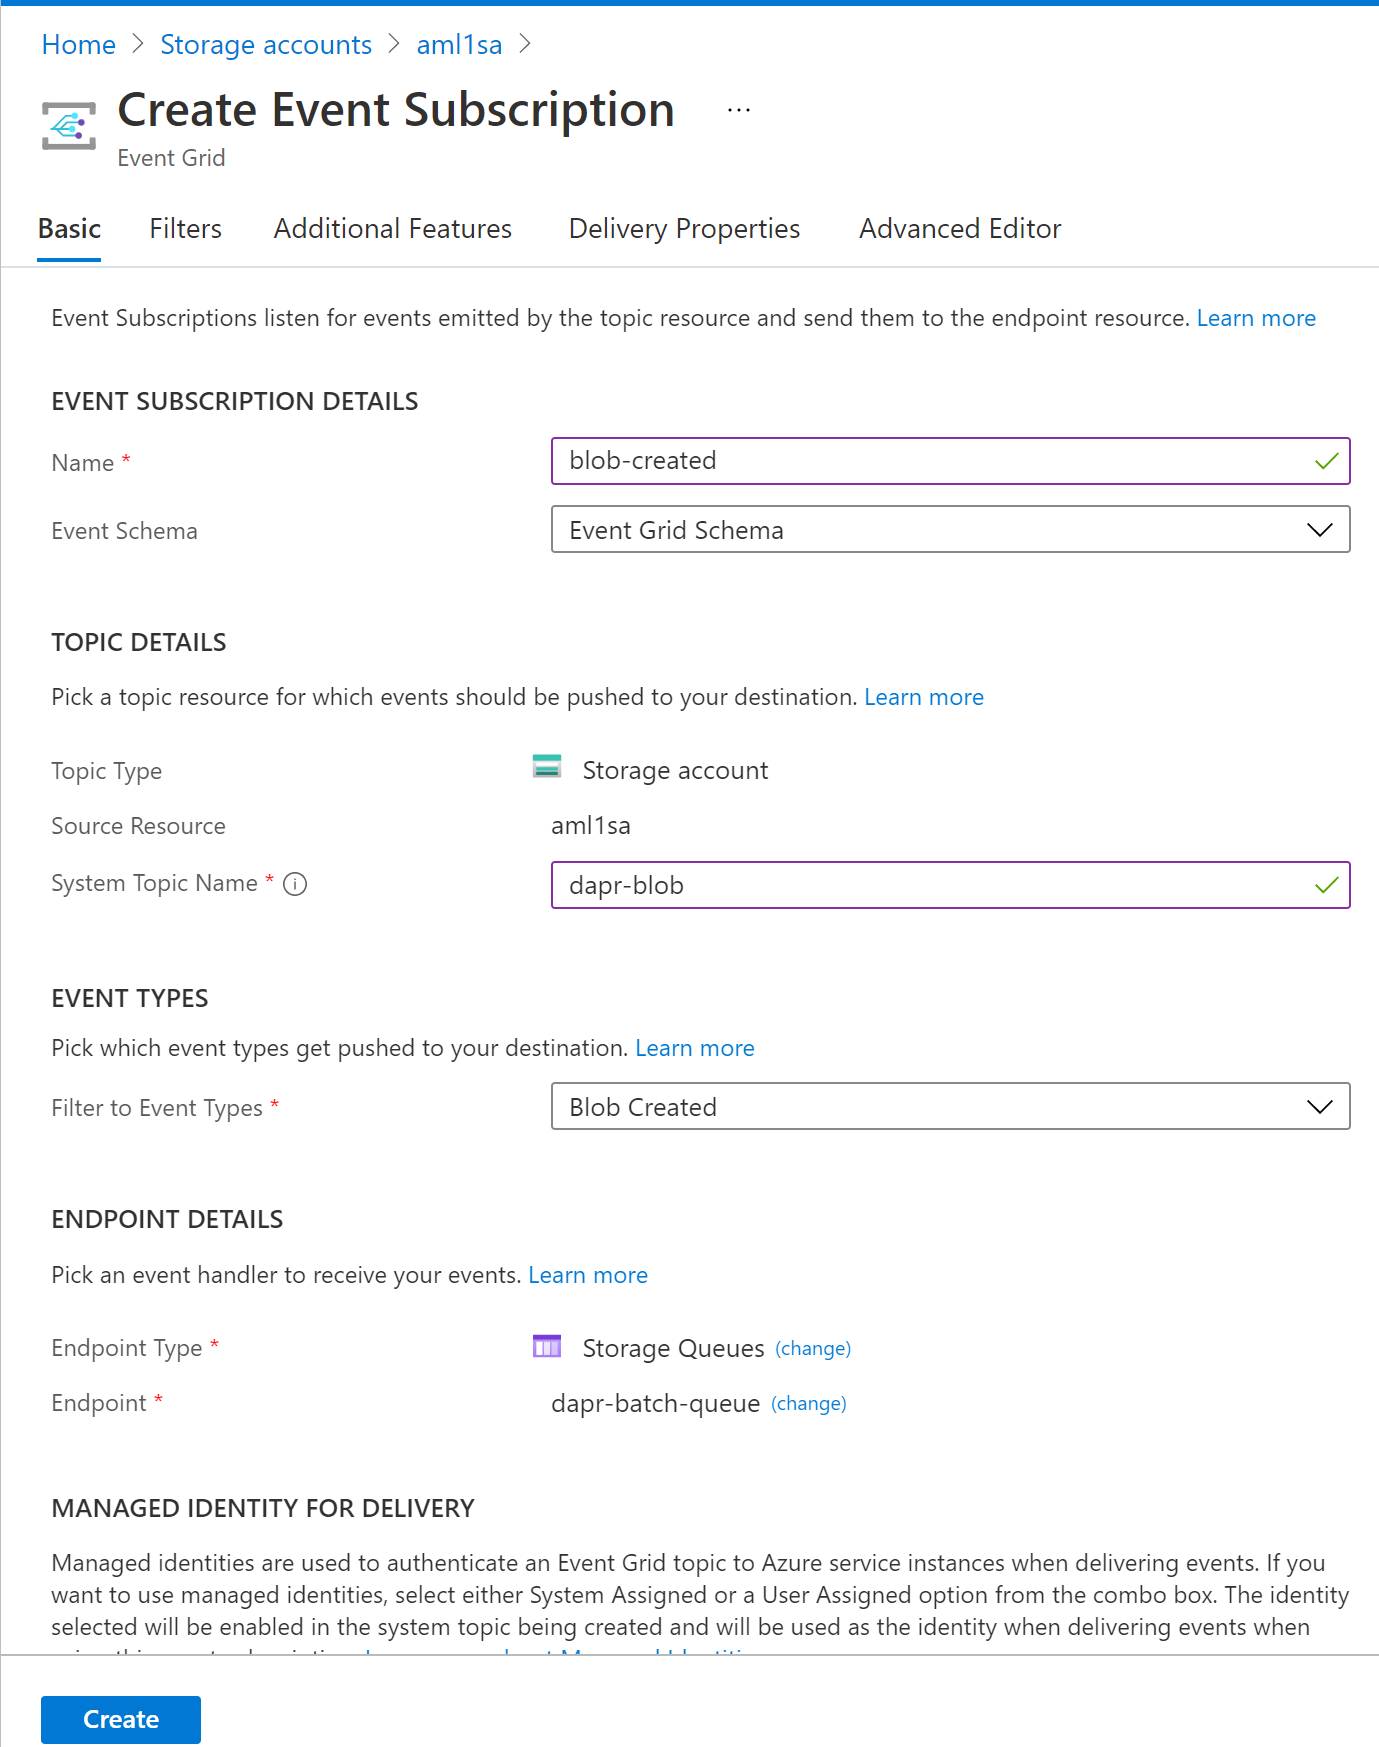 Home > Storage accounts > aml1sa >
Create Event Subscription ...
Event Grid
Basic Filters Additional Features Delivery Properties Advanced Editor
Event Subscriptions listen for events emitted by the topic resource and send them to the endpoint resource. Learn more
EVENT SUBSCRIPTION DETAILS
Name * blob-created
Event Schema Event Grid Schema
TOPIC DETAILS
Pick a topic resource for which events should be pushed to your destination. Learn more
Topic Type Storage account
Source Resource aml1sa
System Topic Name * dapr-blob
EVENT TYPES
Pick which event types get pushed to your destination. Learn more
Filter to Event Types * Blob Created
ENDPOINT DETAILS
Pick an event handler to receive your events. Learn more
Endpoint Type * Storage Queues (change)
Endpoint * dapr-batch-queue (change)
MANAGED IDENTITY FOR DELIVERY
Managed identities are used to authenticate an Event Grid topic to Azure service instances when delivering events. If you
want to use managed identities, select either System Assigned or a User Assigned option from the combo box. The identity
selected will be enabled in the system topic being created and will be used as the identity when delivering events when
Create